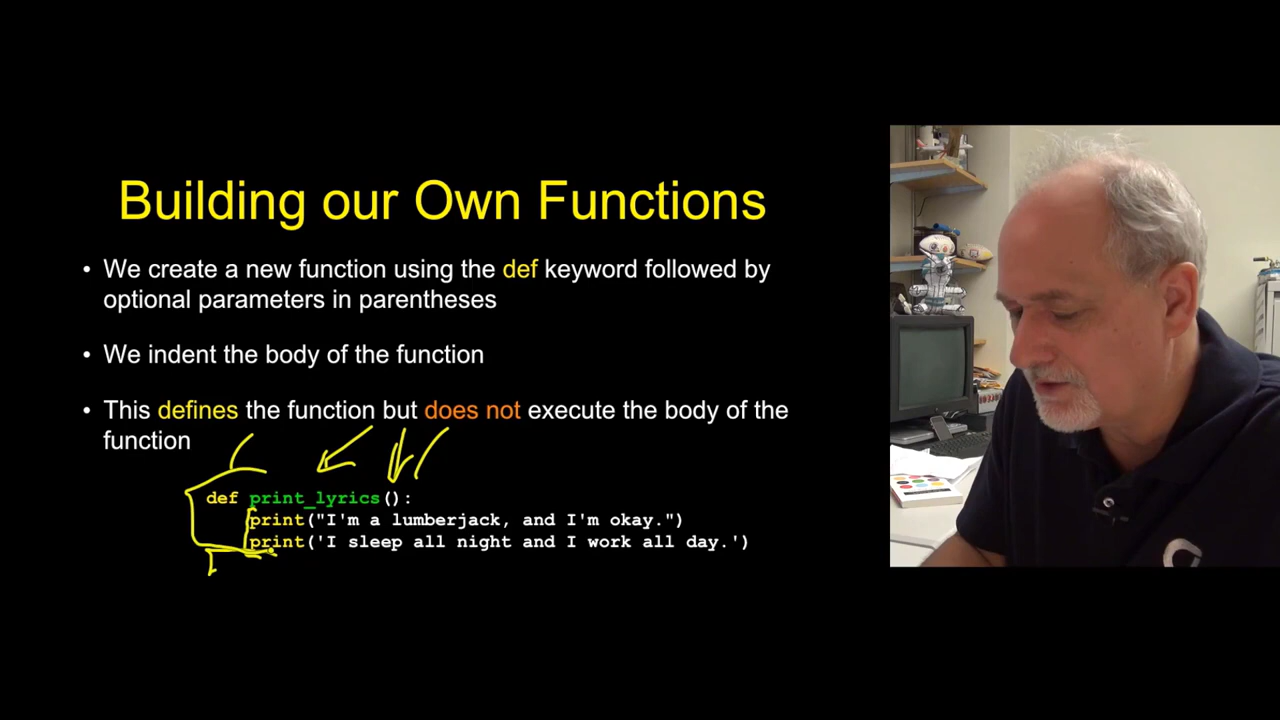 Building our Own Functions
• We create a new function using the def keyword followed by
optional parameters in parentheses
• We indent the body of the function
• This defines the function but does not execute the body of the
function
def print_lyrics():
print("I'm a lumberjack, and I'm okay.")
print('I sleep all night and I work all day.')